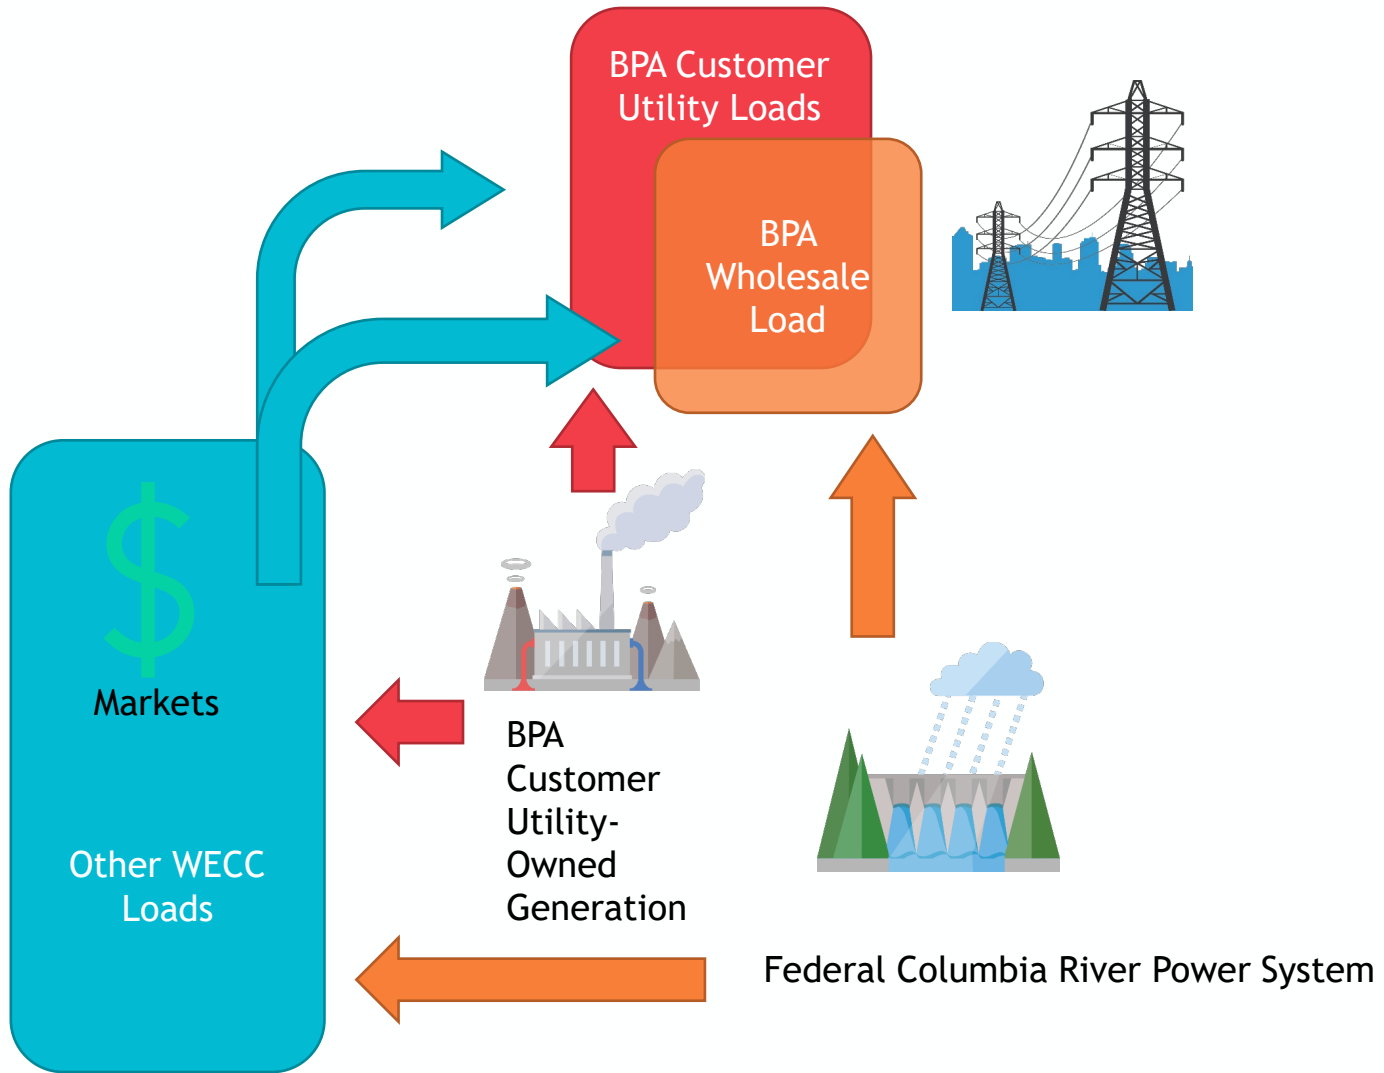 BPA Customer
Utility Loads
BPA
Wholesale
Load
$
Markets
Other WECC
Loads
BPA
Customer
Utility-
Owned
Generation
Federal Columbia River Power System